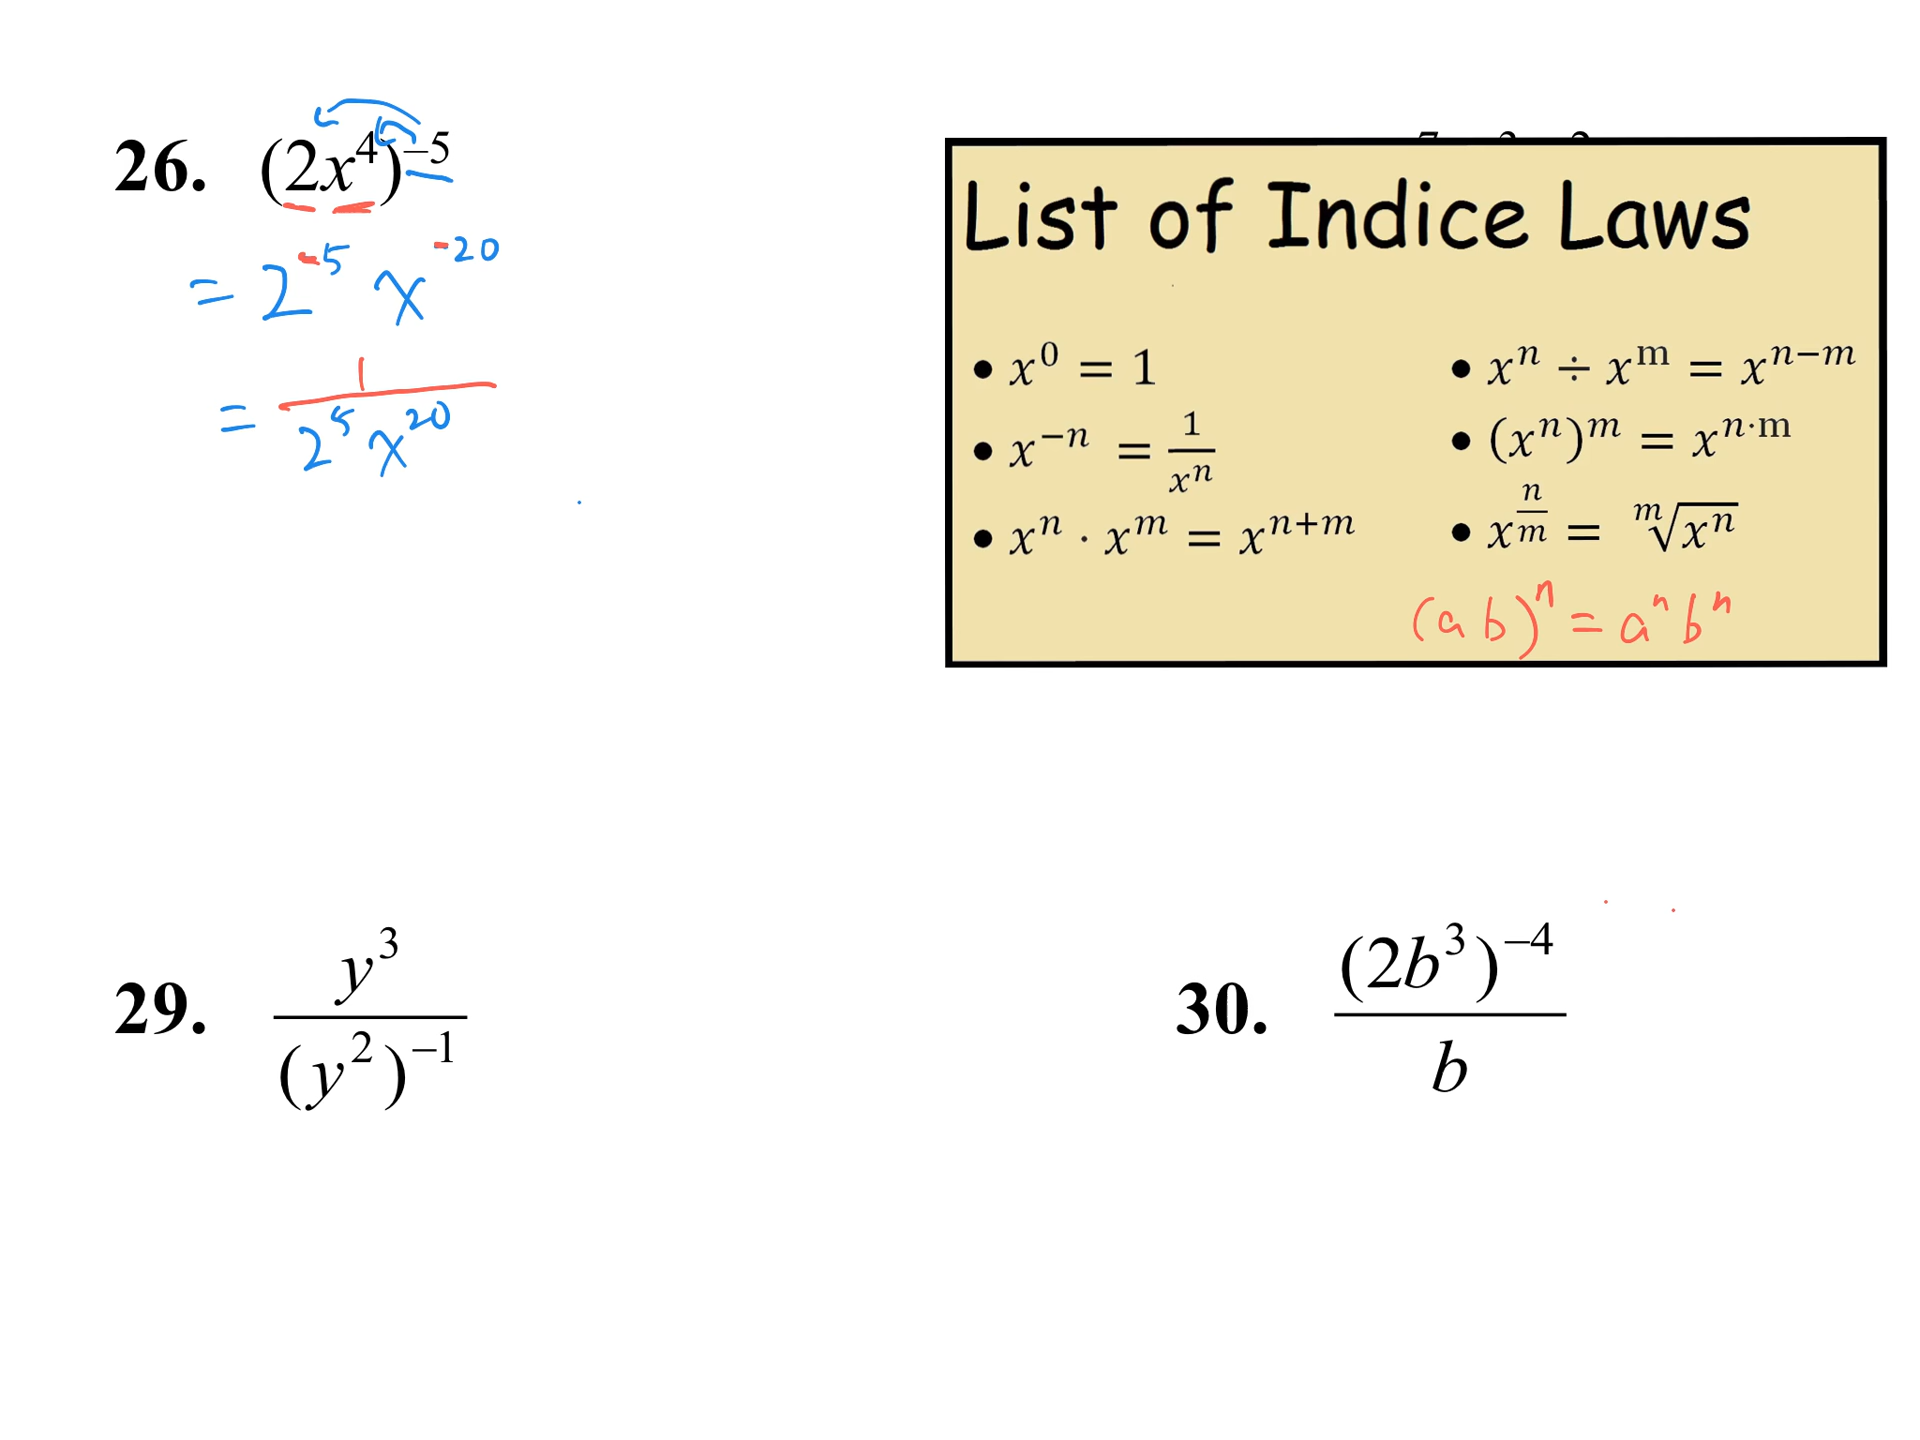 26. (2x⁴)⁻⁵
= 2⁻⁵ x⁻²⁰
= 1/(2⁵ x²⁰)
List of Indice Laws
• x⁰ = 1
• x⁻ⁿ = 1/xⁿ
• xⁿ · xᵐ = xⁿ⁺ᵐ
• xⁿ ÷ xᵐ = xⁿ⁻ᵐ
• (xⁿ)ᵐ = x^(n·m)
• x^(n/m) = ᵐ√(xⁿ)
(ab)ⁿ = aⁿbⁿ
29. y³/(y²)⁻¹
30. (2b³)⁻⁴/b